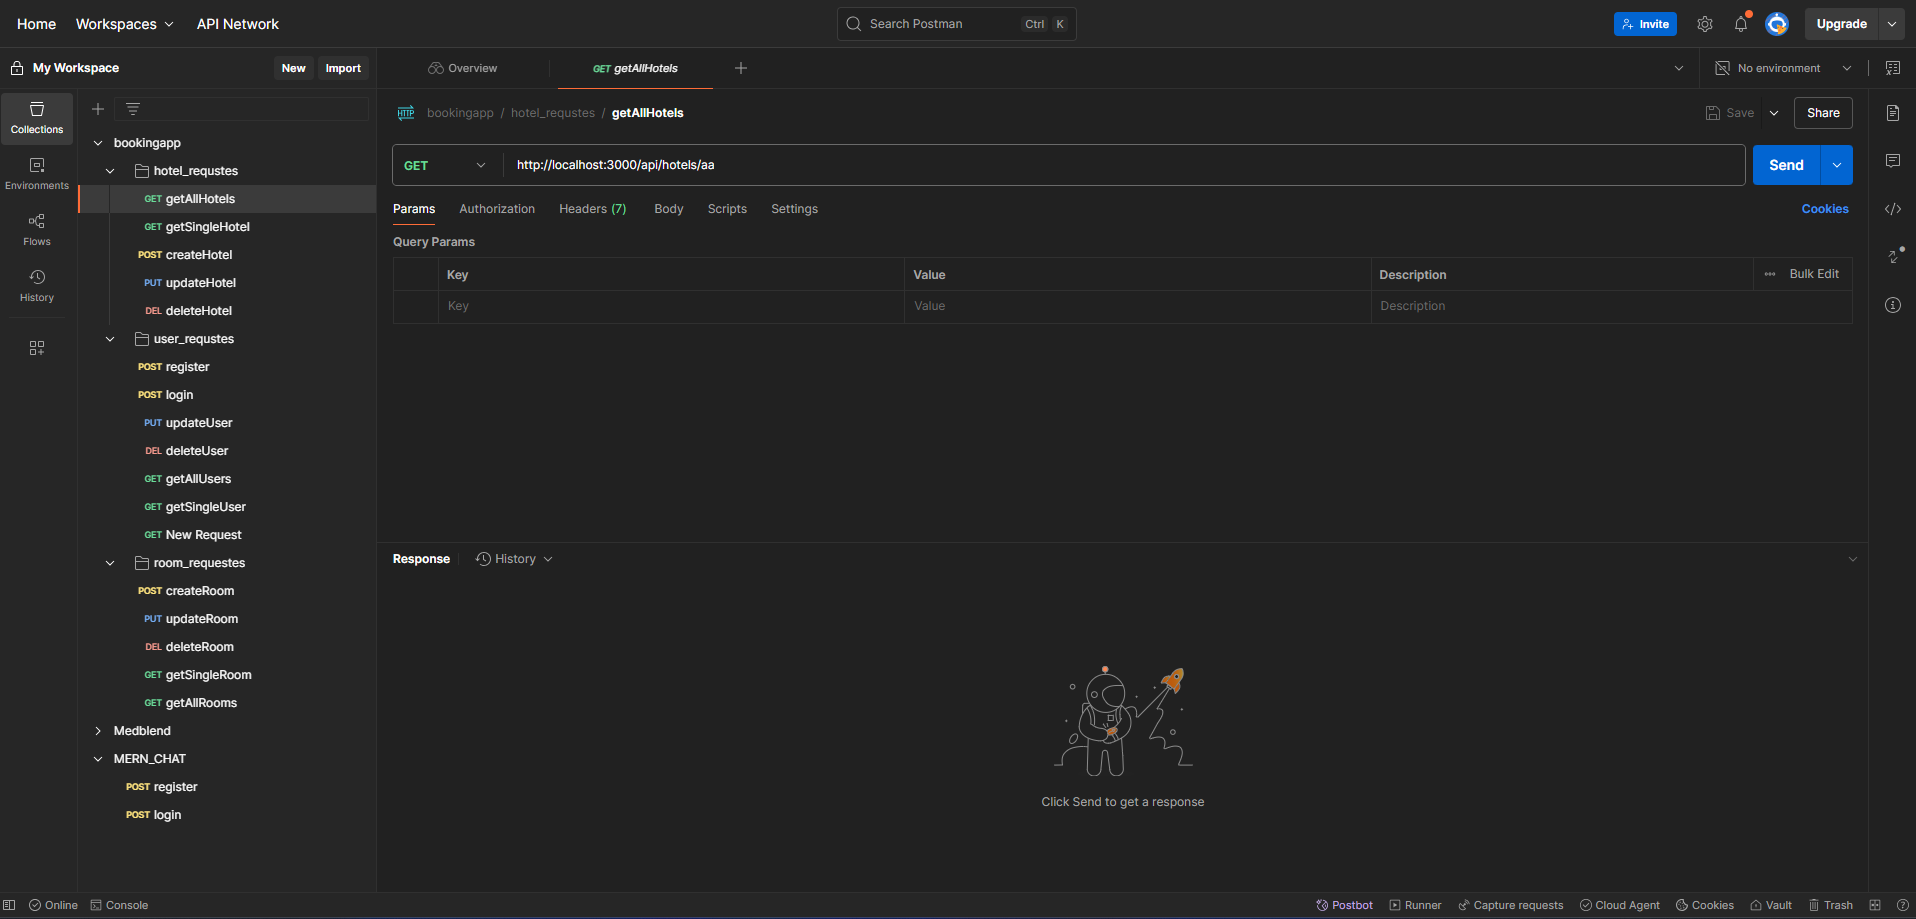 Home Workspaces API Network Search Postman Ctrl K Invite Upgrade
My Workspace New Import Overview GET getAllHotels No environment
Collections
Environments
Flows
History
bookingapp
hotel_requstes
GET getAllHotels
GET getSingleHotel
POST createHotel
PUT updateHotel
DEL deleteHotel
user_requstes
POST register
POST login
PUT updateUser
DEL deleteUser
GET getAllUsers
GET getSingleUser
GET New Request
room_requestes
POST createRoom
PUT updateRoom
DEL deleteRoom
GET getSingleRoom
GET getAllRooms
Medblend
MERN_CHAT
POST register
POST login
HTTP bookingapp / hotel_requstes / getAllHotels Save Share
GET http://localhost:3000/api/hotels/aa Send
Params Authorization Headers (7) Body Scripts Settings Cookies
Query Params
Key Value Description Bulk Edit
Key Value Description
Response History
Click Send to get a response
Online Console Postbot Runner Capture requests Cloud Agent Cookies Vault Trash